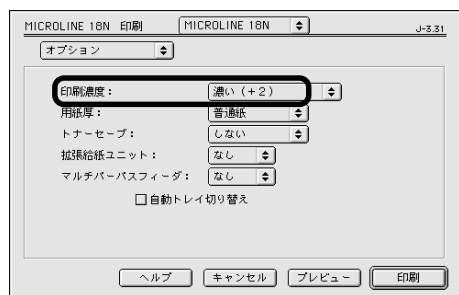 MICROLINE 18N 印刷 MICROLINE 18N J-3.31
オプション
印刷濃度： 濃い（+2）
用紙厚： 普通紙
トナーセーブ： しない
拡張給紙ユニット： なし
マルチパーパスフィーダ： なし
自動トレイ切り替え
ヘルプ キャンセル プレビュー 印刷